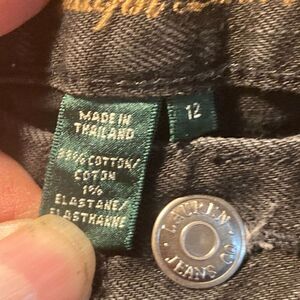 MADE IN
THAILAND
99% COTTON/
COTON
1%
ELASTANE/
ELASTHANNE
12
LAUREN
JEANS CO